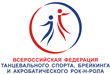 ВСЕРОССИЙСКАЯ ФЕДЕРАЦИЯ
ТАНЦЕВАЛЬНОГО СПОРТА, БРЕЙКИНГА
И АКРОБАТИЧЕСКОГО РОК-Н-РОЛЛА